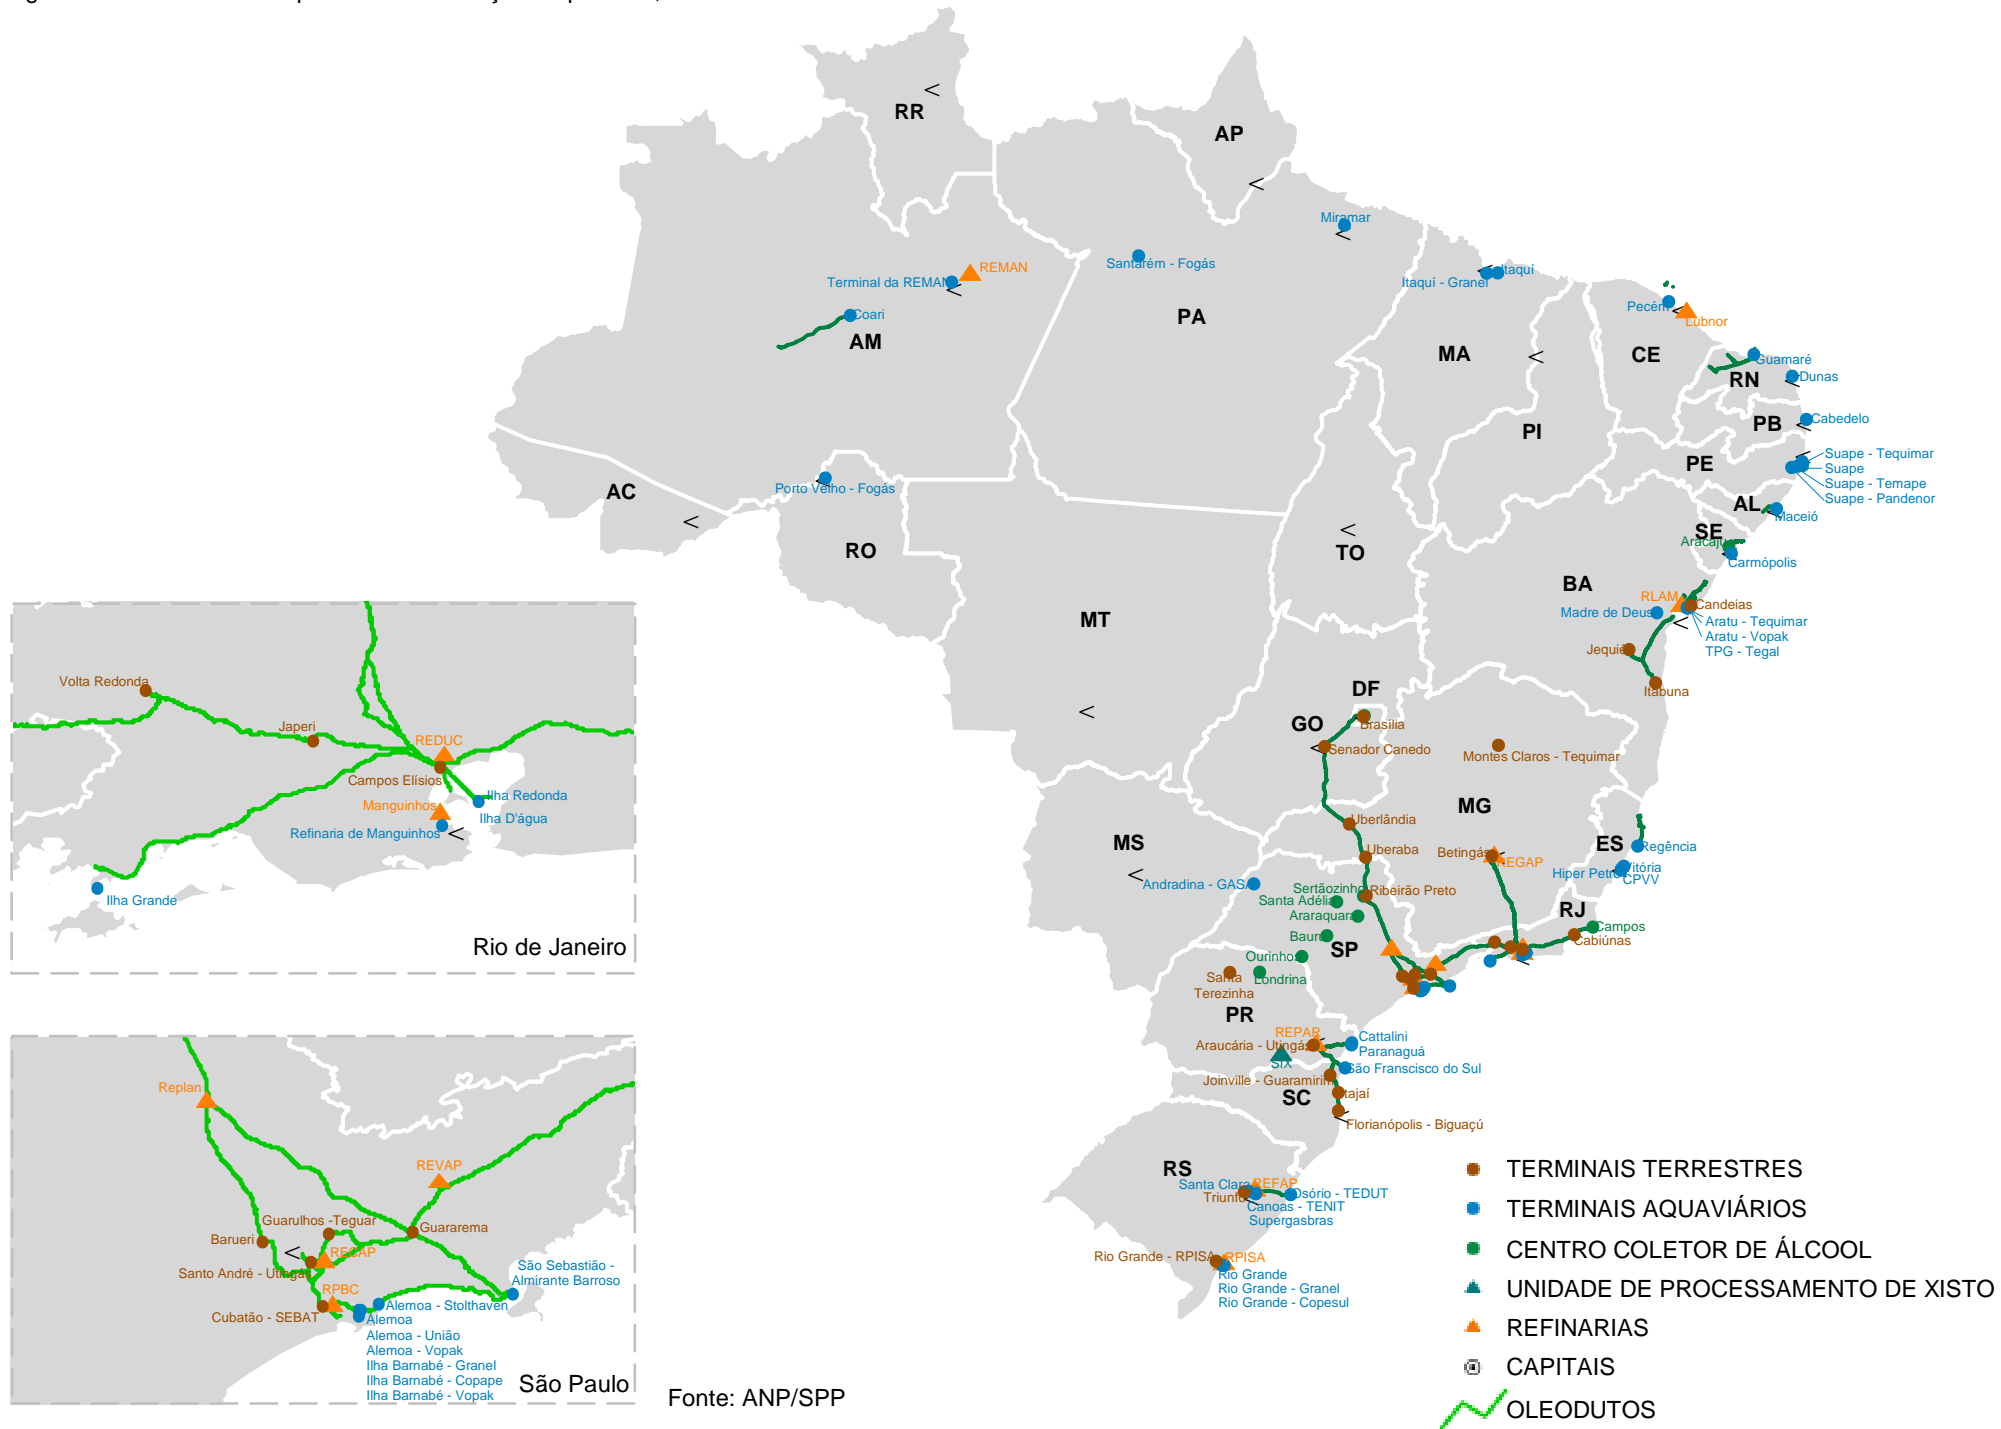 RR
AP
Miramar
Santarém - Fogás
REMAN
Terminal da REMAN
Coari
AM
PA
Itaquí
Itaquí - Granel
MA
Pecém
Lubnor
CE
Guamaré
RN
Dunas
PB
Cabedelo
PI
PE
Suape - Tequimar
Suape
Suape - Temape
Suape - Pandenor
AC
Porto Velho - Fogás
RO
AL
Maceió
SE
Aracaju
Carmópolis
TO
BA
RLAM
Candeias
Madre de Deus
Aratu - Tequimar
Aratu - Vopak
TPG - Tegal
Jequié
Itabuna
MT
DF
GO
Brasília
Senador Canedo
Montes Claros - Tequimar
MG
Uberlândia
Uberaba
Betingás
REGAP
ES
Regência
Vitória
Hiper Petro
CPVV
MS
Andradina - GASA
Sertãozinho
Ribeirão Preto
Santa Adélia
Araraquara
Bauru
SP
Ourinhos
Londrina
Santa
Terezinha
RJ
Campos
Cabiúnas
PR
REPAR
Araucária - Utingás
SIX
Cattalini
Paranaguá
São Franscisco do Sul
Joinville - Guaramirim
SC
Itajaí
Florianópolis - Biguaçú
RS
Santa Clara
REFAP
Triunfo
Osório - TEDUT
Canoas - TENIT
Supergasbras
Rio Grande - RPISA
RPISA
Rio Grande
Rio Grande - Granel
Rio Grande - Copesul
Volta Redonda
Japeri
REDUC
Campos Elísios
Manguinhos
Ilha Redonda
Ilha D'água
Refinaria de Manguinhos
Ilha Grande
Rio de Janeiro
Replan
REVAP
Guarulhos -Teguar
Guararema
Barueri
RECAP
Santo André - Utingás
RPBC
São Sebastião -
Almirante Barroso
Cubatão - SEBAT
Alemoa - Stolthaven
Alemoa
Alemoa - União
Alemoa - Vopak
Ilha Barnabé - Granel
Ilha Barnabé - Copape
Ilha Barnabé - Vopak
São Paulo
Fonte: ANP/SPP
TERMINAIS TERRESTRES
TERMINAIS AQUAVIÁRIOS
CENTRO COLETOR DE ÁLCOOL
UNIDADE DE PROCESSAMENTO DE XISTO
REFINARIAS
CAPITAIS
OLEODUTOS